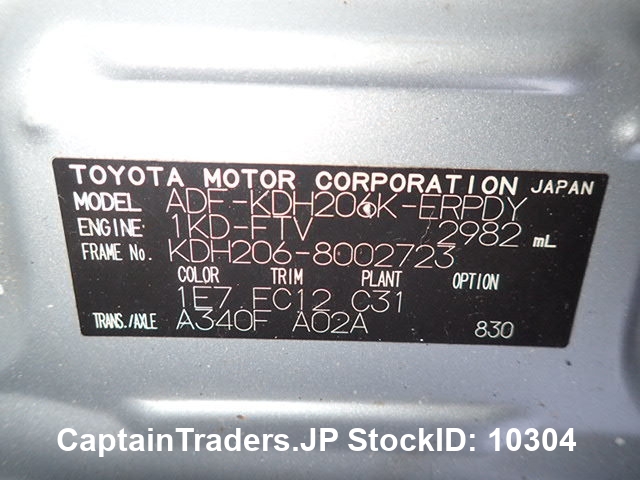 TOYOTA MOTOR CORPORATION JAPAN
MODEL ADF-KDH206K-ERPDY
ENGINE 1KD-FTV 2982 mL
FRAME No. KDH206-8002723
COLOR TRIM PLANT OPTION
1E7 FC12 C31
TRANS./AXLE A340F A02A 830
CaptainTraders.JP StockID: 10304